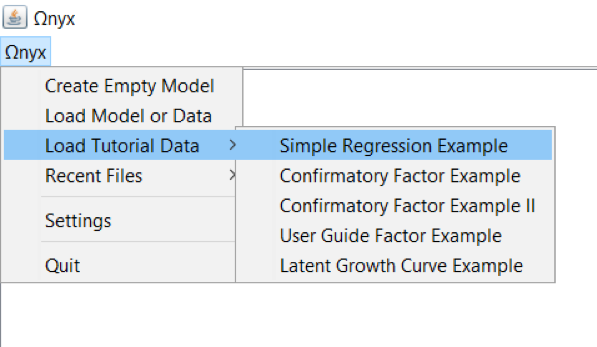 Ωnyx
Ωnyx
Create Empty Model
Load Model or Data
Load Tutorial Data
Recent Files
Settings
Quit
Simple Regression Example
Confirmatory Factor Example
Confirmatory Factor Example II
User Guide Factor Example
Latent Growth Curve Example